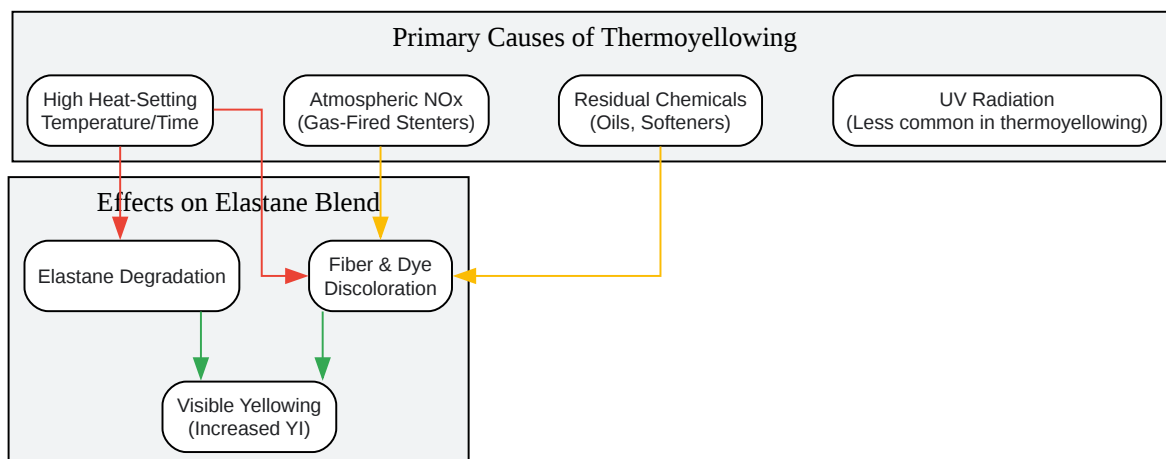 Primary Causes of Thermoyellowing
High Heat-Setting
Temperature/Time
Atmospheric NOx
(Gas-Fired Stenters)
Residual Chemicals
(Oils, Softeners)
UV Radiation
(Less common in thermoyellowing)
Effects on Elastane Blend
Elastane Degradation
Fiber & Dye
Discoloration
Visible Yellowing
(Increased YI)